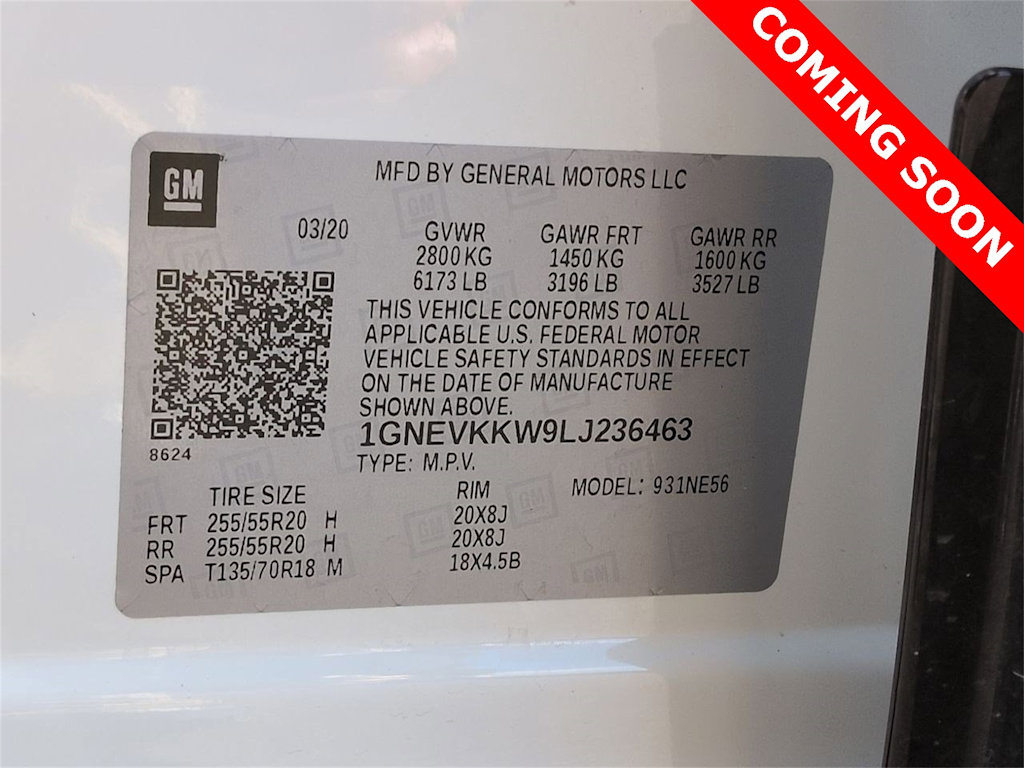 COMING SOON
GM
MFD BY GENERAL MOTORS LLC
03/20 GVWR GAWR FRT GAWR RR
2800 KG 1450 KG 1600 KG
6173 LB 3196 LB 3527 LB
THIS VEHICLE CONFORMS TO ALL
APPLICABLE U.S. FEDERAL MOTOR
VEHICLE SAFETY STANDARDS IN EFFECT
ON THE DATE OF MANUFACTURE
SHOWN ABOVE.
1GNEVKKW9LJ236463
8624
TYPE: M.P.V.
TIRE SIZE RIM MODEL: 931NE56
FRT 255/55R20 H 20X8J
RR 255/55R20 H 20X8J
SPA T135/70R18 M 18X4.5B